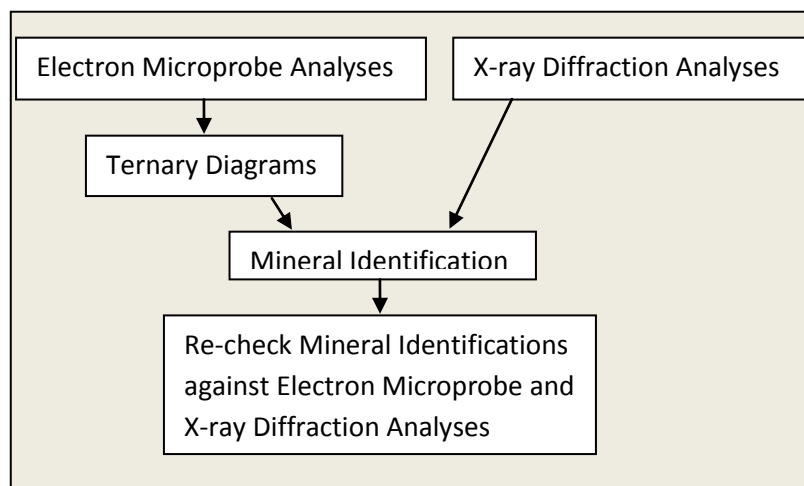 Electron Microprobe Analyses
X-ray Diffraction Analyses
Ternary Diagrams
Mineral Identification
Re-check Mineral Identifications
against Electron Microprobe and
X-ray Diffraction Analyses